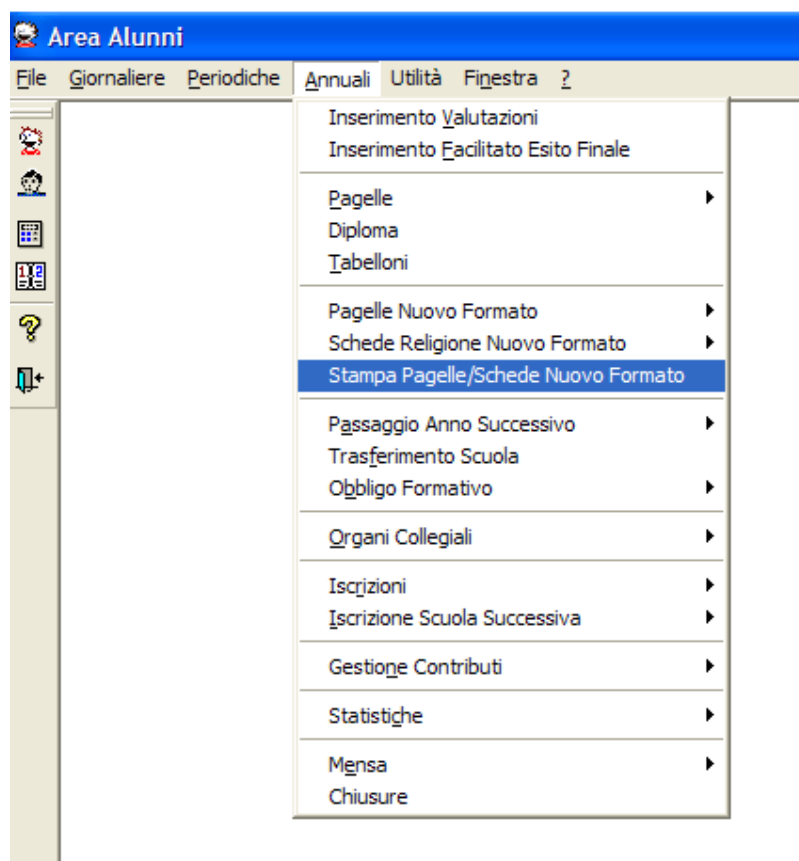 Area Alunni
File Giornaliere Periodiche Annuali Utilità Finestra ?
Inserimento Valutazioni
Inserimento Facilitato Esito Finale
Pagelle
Diploma
Tabelloni
Pagelle Nuovo Formato
Schede Religione Nuovo Formato
Stampa Pagelle/Schede Nuovo Formato
Passaggio Anno Successivo
Trasferimento Scuola
Obbligo Formativo
Organi Collegiali
Iscrizioni
Iscrizione Scuola Successiva
Gestione Contributi
Statistiche
Mensa
Chiusure